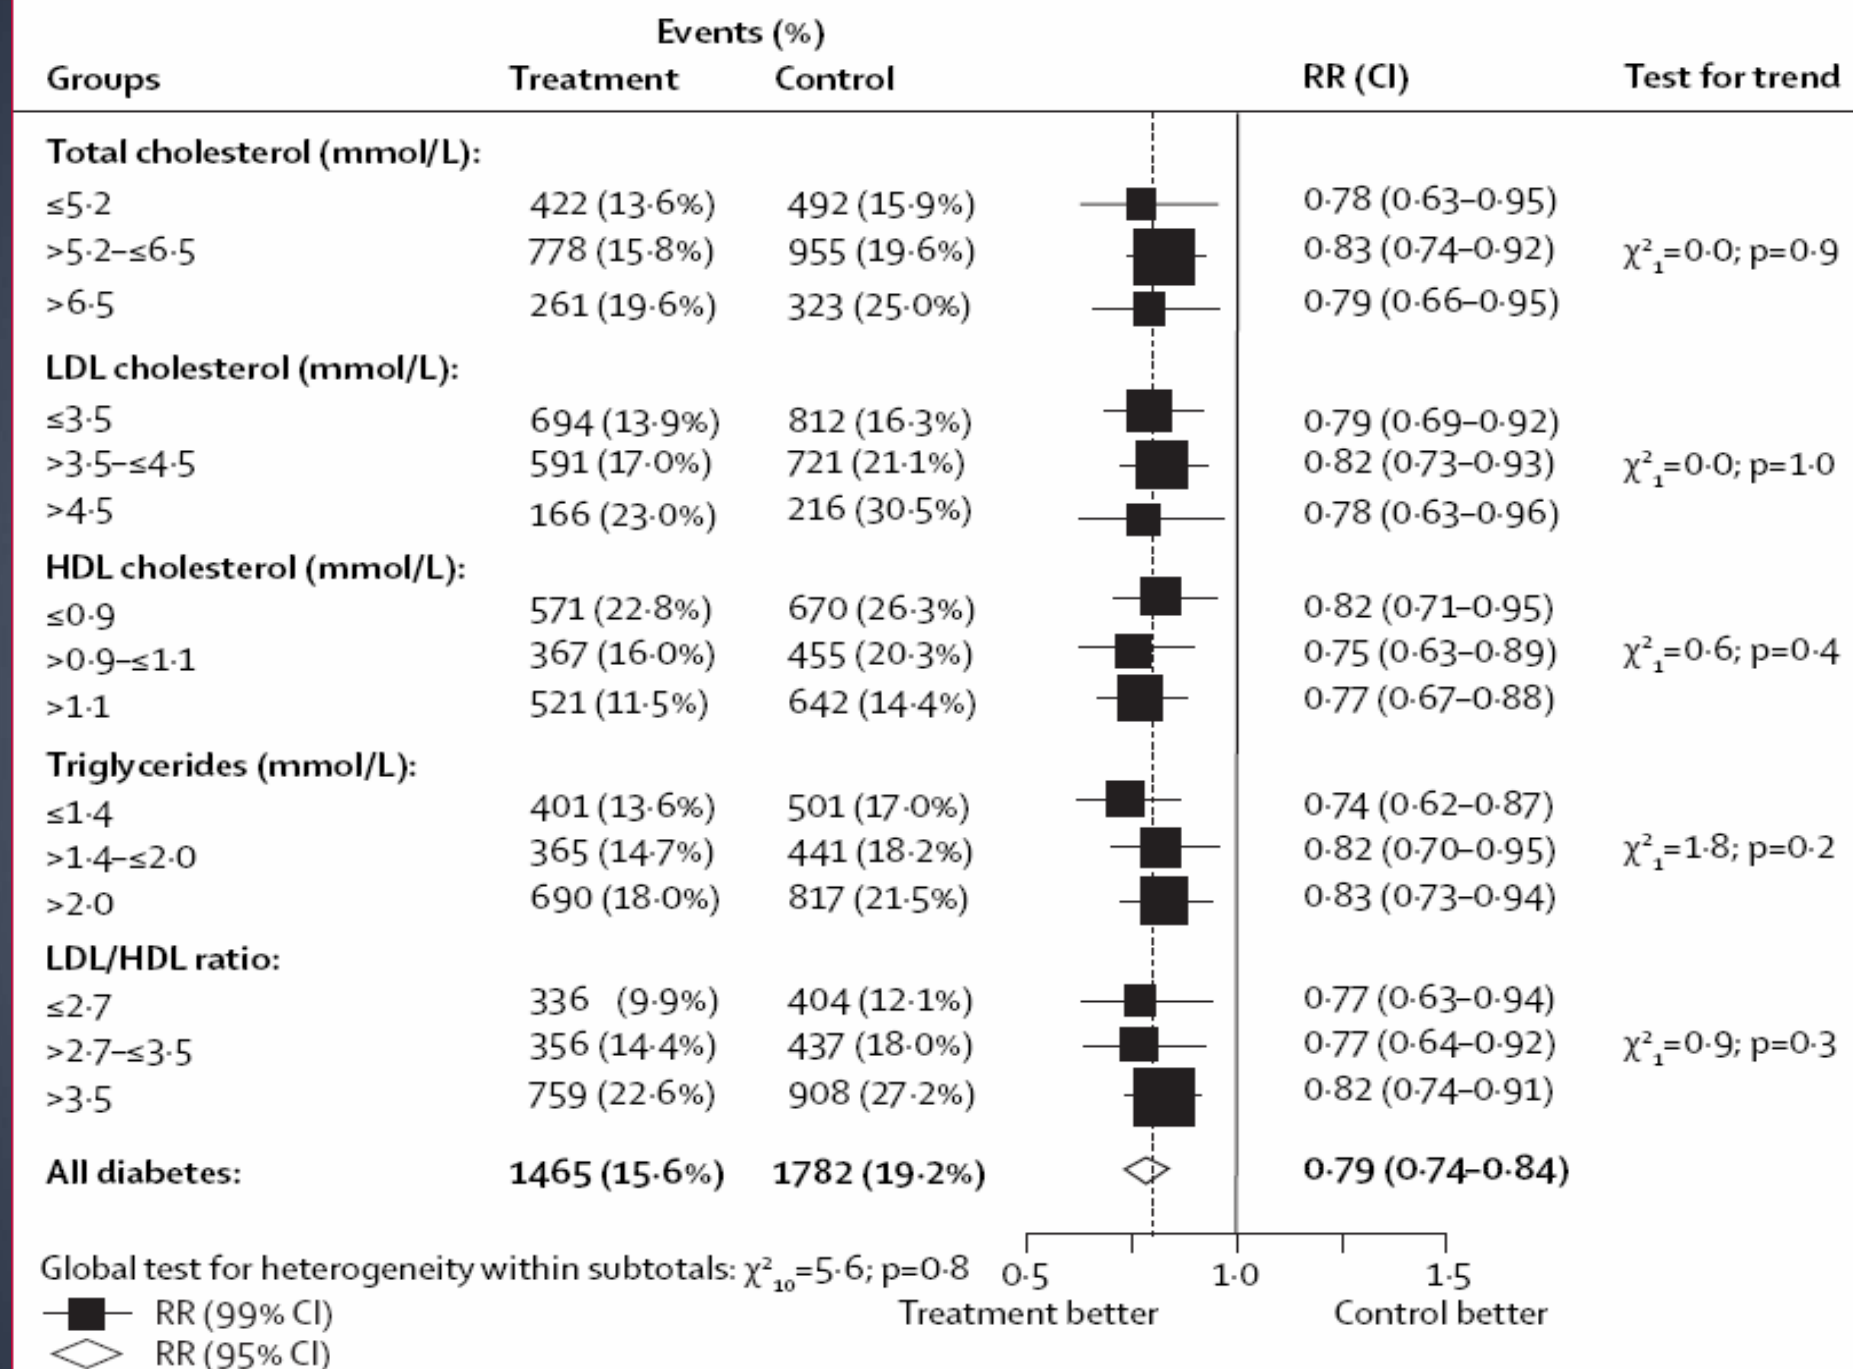 Events (%)
Groups Treatment Control RR (CI) Test for trend
Total cholesterol (mmol/L):
≤5·2 422 (13·6%) 492 (15·9%) 0·78 (0·63–0·95)
>5·2–≤6·5 778 (15·8%) 955 (19·6%) 0·83 (0·74–0·92) χ²₁=0·0; p=0·9
>6·5 261 (19·6%) 323 (25·0%) 0·79 (0·66–0·95)
LDL cholesterol (mmol/L):
≤3·5 694 (13·9%) 812 (16·3%) 0·79 (0·69–0·92)
>3·5–≤4·5 591 (17·0%) 721 (21·1%) 0·82 (0·73–0·93) χ²₁=0·0; p=1·0
>4·5 166 (23·0%) 216 (30·5%) 0·78 (0·63–0·96)
HDL cholesterol (mmol/L):
≤0·9 571 (22·8%) 670 (26·3%) 0·82 (0·71–0·95)
>0·9–≤1·1 367 (16·0%) 455 (20·3%) 0·75 (0·63–0·89) χ²₁=0·6; p=0·4
>1·1 521 (11·5%) 642 (14·4%) 0·77 (0·67–0·88)
Triglycerides (mmol/L):
≤1·4 401 (13·6%) 501 (17·0%) 0·74 (0·62–0·87)
>1·4–≤2·0 365 (14·7%) 441 (18·2%) 0·82 (0·70–0·95) χ²₁=1·8; p=0·2
>2·0 690 (18·0%) 817 (21·5%) 0·83 (0·73–0·94)
LDL/HDL ratio:
≤2·7 336 (9·9%) 404 (12·1%) 0·77 (0·63–0·94)
>2·7–≤3·5 356 (14·4%) 437 (18·0%) 0·77 (0·64–0·92) χ²₁=0·9; p=0·3
>3·5 759 (22·6%) 908 (27·2%) 0·82 (0·74–0·91)
All diabetes: 1465 (15·6%) 1782 (19·2%) 0·79 (0·74–0·84)
Global test for heterogeneity within subtotals: χ²₁₀=5·6; p=0·8 0·5 1·0 1·5
RR (99% CI) Treatment better Control better
RR (95% CI)